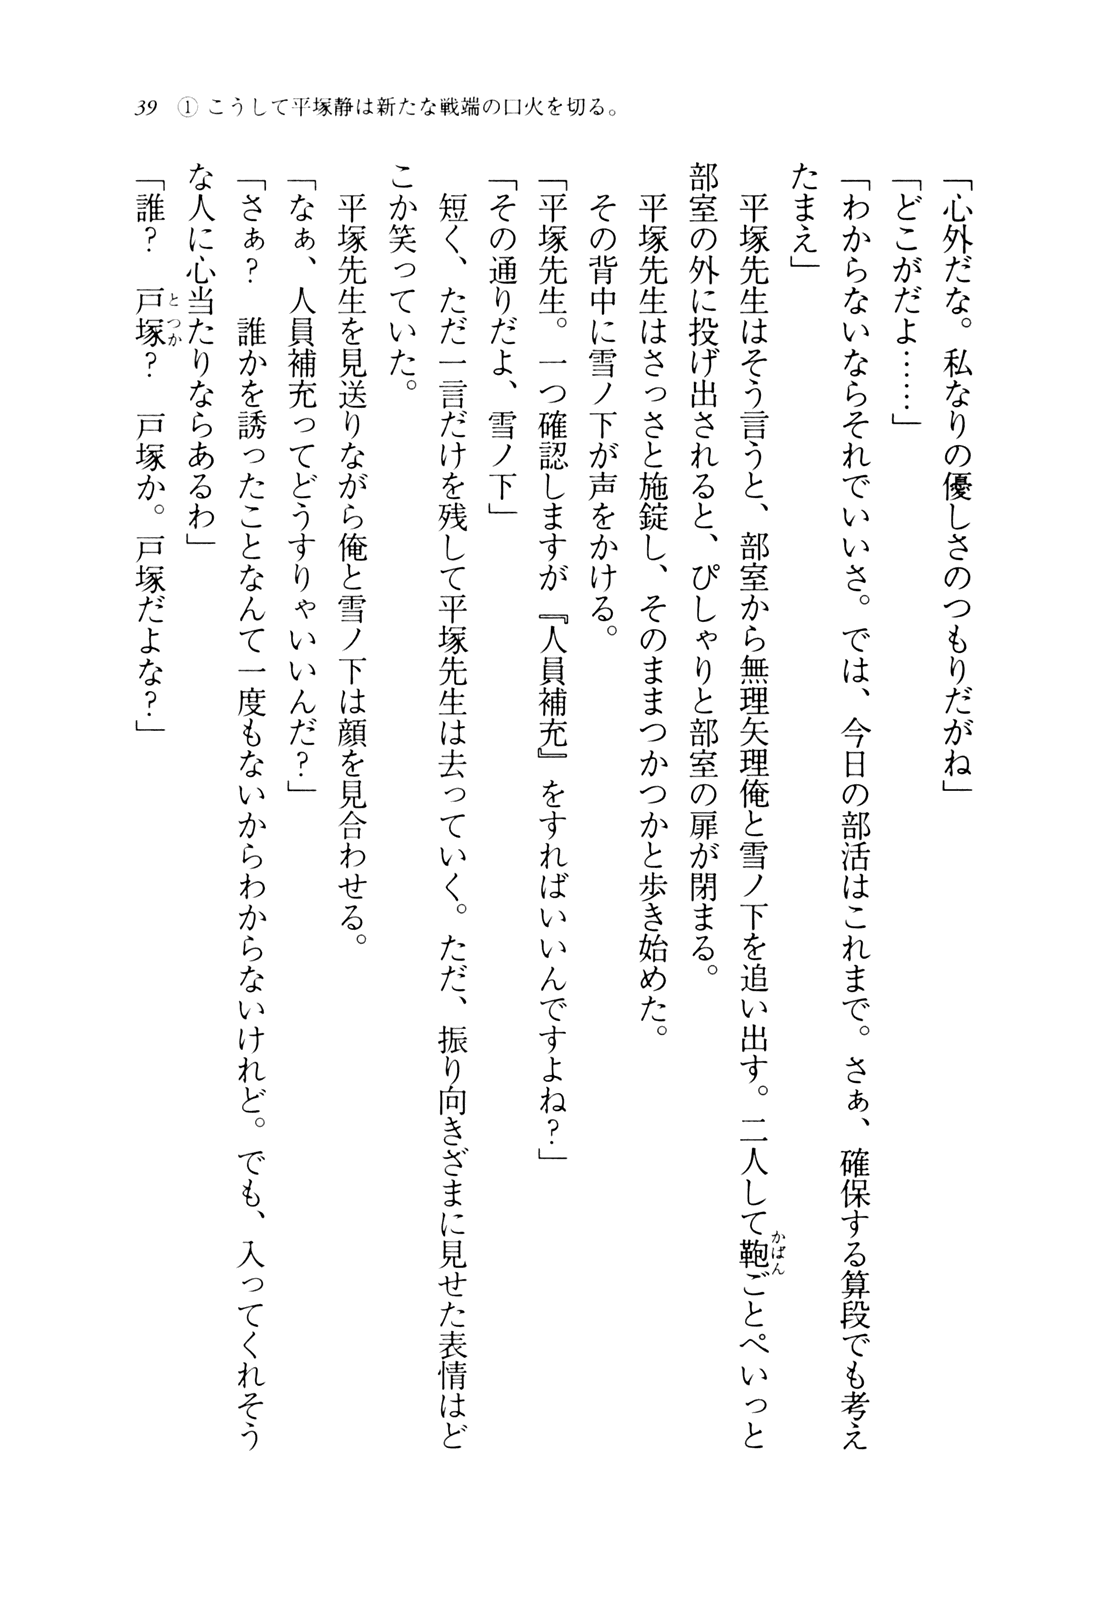 39　①こうして平塚静は新たな戦端の口火を切る。
「心外だな。私なりの優しさのつもりだがね」
「どこがだよ……」
「わからないならそれでいいさ。では、今日の部活はこれまで。さぁ、確保する算段でも考え
たまえ」
　平塚先生はそう言うと、部室から無理矢理俺と雪ノ下を追い出す。二人して鞄ごとぺいっと
かばん
部室の外に投げ出されると、ぴしゃりと部室の扉が閉まる。
　平塚先生はさっさと施錠し、そのままつかつかと歩き始めた。
　その背中に雪ノ下が声をかける。
「平塚先生。一つ確認しますが『人員補充』をすればいいんですよね？」
「その通りだよ、雪ノ下」
　短く、ただ一言だけを残して平塚先生は去っていく。ただ、振り向きざまに見せた表情はど
こか笑っていた。
　平塚先生を見送りながら俺と雪ノ下は顔を見合わせる。
「なぁ、人員補充ってどうすりゃいいんだ？」
「さぁ？　誰かを誘ったことなんて一度もないからわからないけれど。でも、入ってくれそう
な人に心当たりならあるわ」
「誰？　戸塚？　戸塚か。戸塚だよな？」
とつか